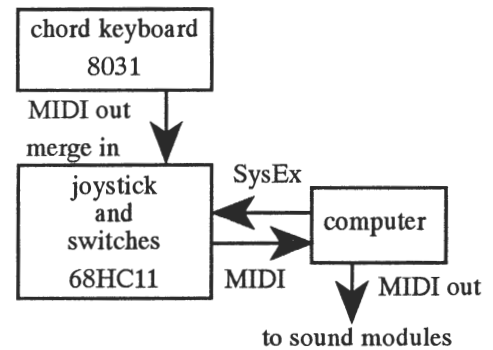 chord keyboard
8031
MIDI out
merge in
joystick
and
switches
68HC11
SysEx
MIDI
computer
MIDI out
to sound modules